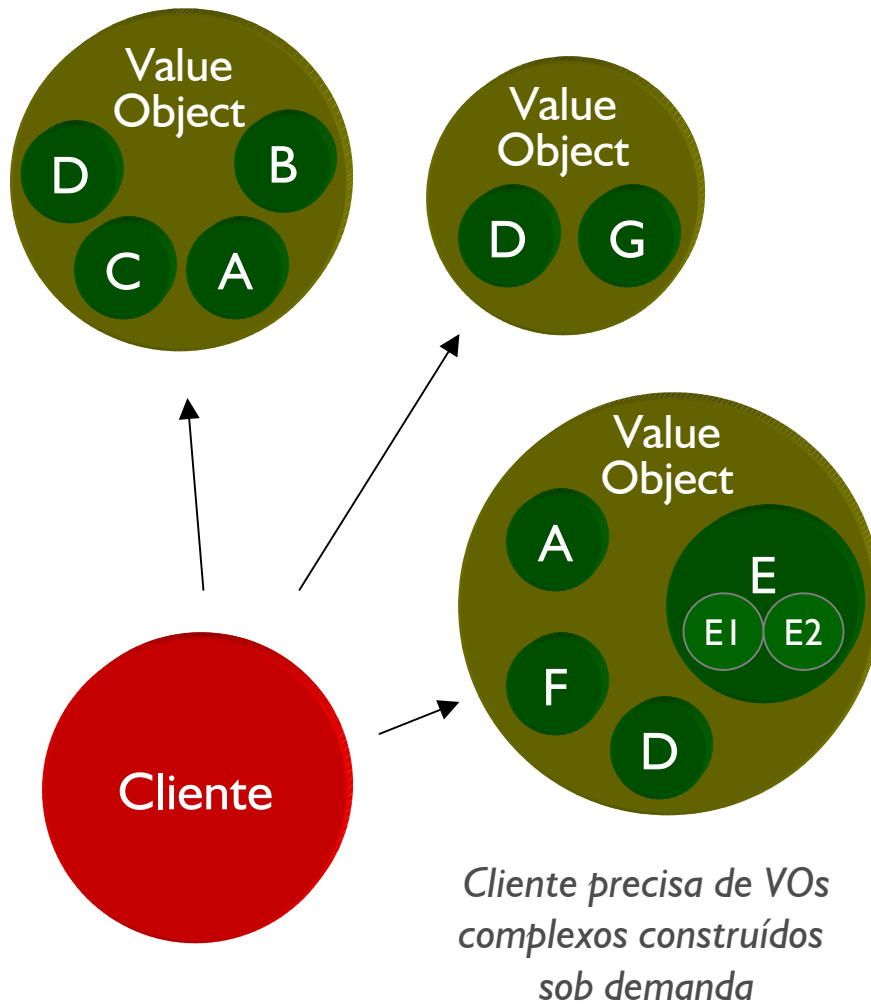 Value
Object
D
B
C
A
Value
Object
D
G
Value
Object
A
E
E1
E2
F
D
Cliente
Cliente precisa de VOs
complexos construídos
sob demanda